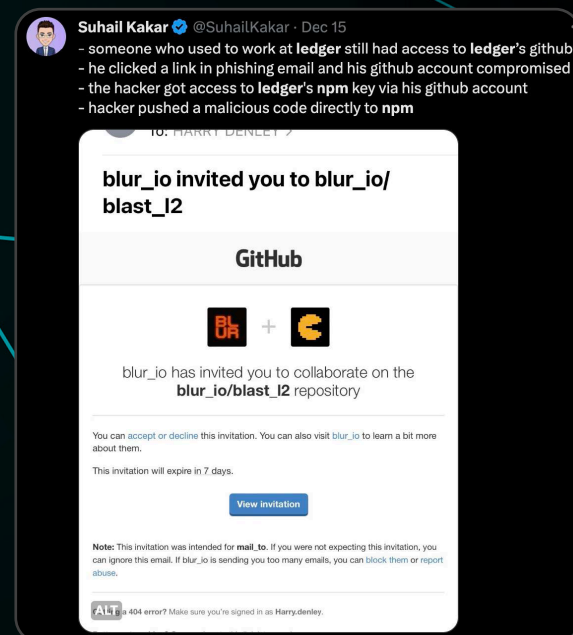 Suhail Kakar @SuhailKakar · Dec 15
- someone who used to work at ledger still had access to ledger's github
- he clicked a link in phishing email and his github account compromised
- the hacker got access to ledger's npm key via his github account
- hacker pushed a malicious code directly to npm
To: HARRY DENLEY >
blur_io invited you to blur_io/
blast_l2
GitHub
BL
UR
+
blur_io has invited you to collaborate on the
blur_io/blast_l2 repository
You can accept or decline this invitation. You can also visit blur_io to learn a bit more
about them.
This invitation will expire in 7 days.
View invitation
Note: This invitation was intended for mail_to. If you were not expecting this invitation, you
can ignore this email. If blur_io is sending you too many emails, you can block them or report
abuse.
ALT
a 404 error? Make sure you're signed in as Harry.denley.